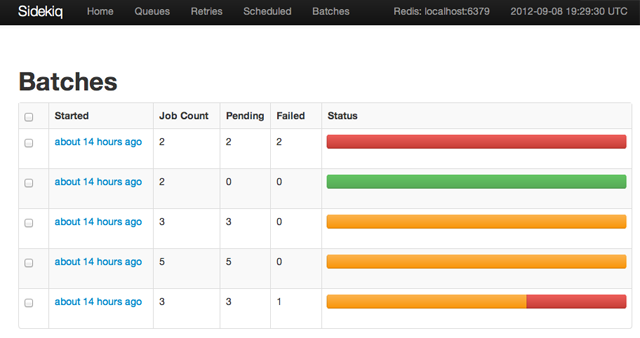 Sidekiq Home Queues Retries Scheduled Batches Redis: localhost:6379 2012-09-08 19:29:30 UTC
Batches
Started Job Count Pending Failed Status
about 14 hours ago 2 2 2
about 14 hours ago 2 0 0
about 14 hours ago 3 3 0
about 14 hours ago 5 5 0
about 14 hours ago 3 3 1